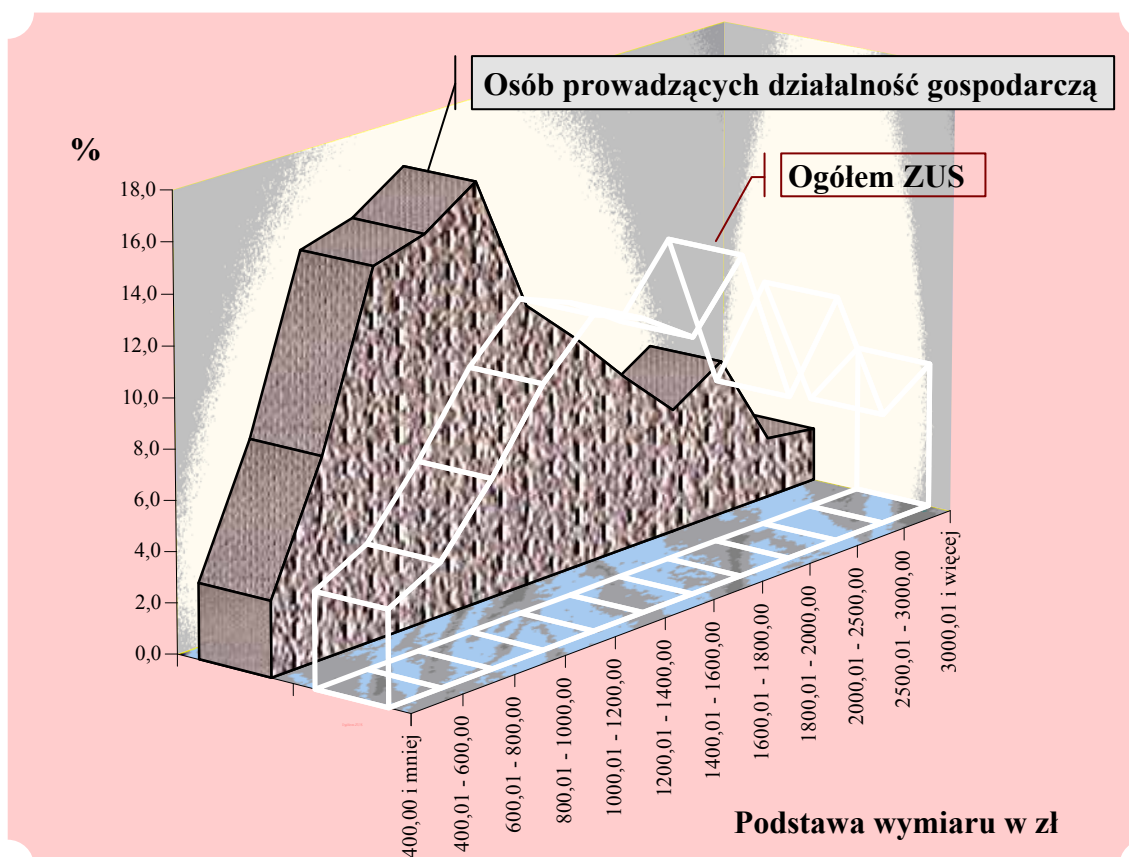 Osób prowadzących działalność gospodarczą
%
Ogółem ZUS
18,0
16,0
14,0
12,0
10,0
8,0
6,0
4,0
2,0
0,0
400,00 i mniej
400,01 - 600,00
600,01 - 800,00
800,01 - 1000,00
1000,01 - 1200,00
1200,01 - 1400,00
1400,01 - 1600,00
1600,01 - 1800,00
1800,01 - 2000,00
2000,01 - 2500,00
2500,01 - 3000,00
3000,01 i więcej
Podstawa wymiaru w zł